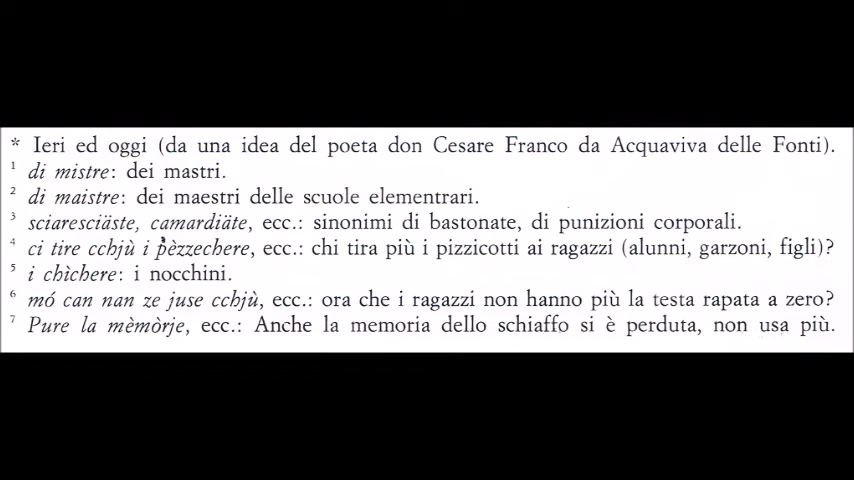 * Ieri ed oggi (da una idea del poeta don Cesare Franco da Acquaviva delle Fonti).
¹ di mistre: dei mastri.
² di maistre: dei maestri delle scuole elementrari.
³ sciaresciäste, camardiäte, ecc.: sinonimi di bastonate, di punizioni corporali.
⁴ ci tire cchjù i pèzzechere, ecc.: chi tira più i pizzicotti ai ragazzi (alunni, garzoni, figli)?
⁵ i chìchere: i nocchini.
⁶ mó can nan ze juse cchjù, ecc.: ora che i ragazzi non hanno più la testa rapata a zero?
⁷ Pure la mèmòrje, ecc.: Anche la memoria dello schiaffo si è perduta, non usa più.